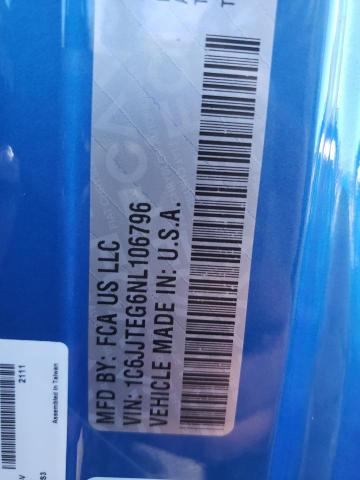 MFD BY: FCA US LLC
VIN: 1C6JJTEG6NL106796
VEHICLE MADE IN: U.S.A.
2111
Assembled in Taiwan